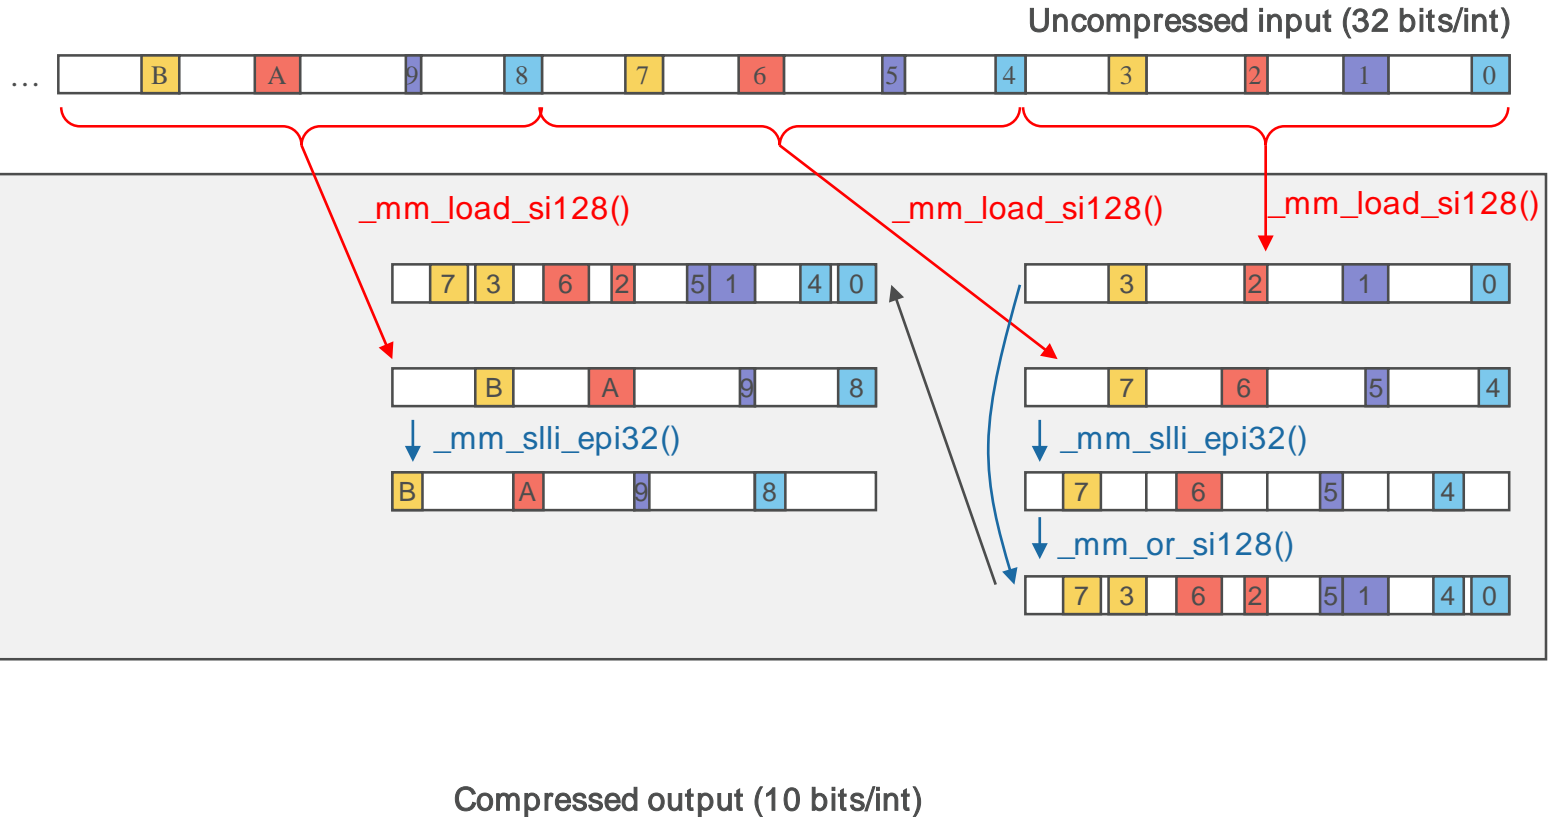 Uncompressed input (32 bits/int)
… B A 9 8 7 6 5 4 3 2 1 0
_mm_load_si128() _mm_load_si128() _mm_load_si128()
7 3 6 2 5 1 4 0
3 2 1 0
B A 9 8
7 6 5 4
_mm_slli_epi32() _mm_slli_epi32()
B A 9 8
7 6 5 4
_mm_or_si128()
7 3 6 2 5 1 4 0
Compressed output (10 bits/int)